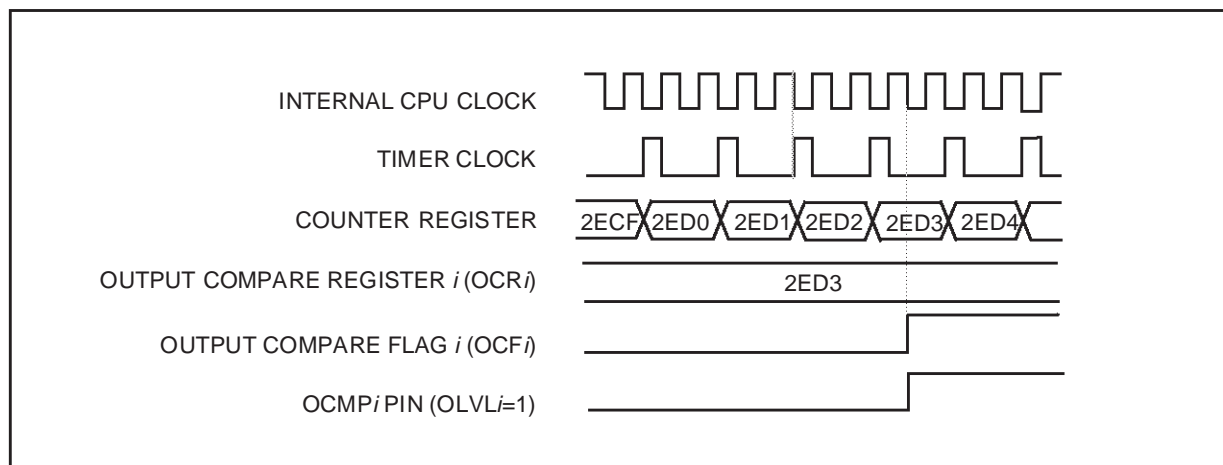 INTERNAL CPU CLOCK
TIMER CLOCK
COUNTER REGISTER
2ECF 2ED0 2ED1 2ED2 2ED3 2ED4
OUTPUT COMPARE REGISTER i (OCRi)
2ED3
OUTPUT COMPARE FLAG i (OCFi)
OCMPi PIN (OLVLi=1)